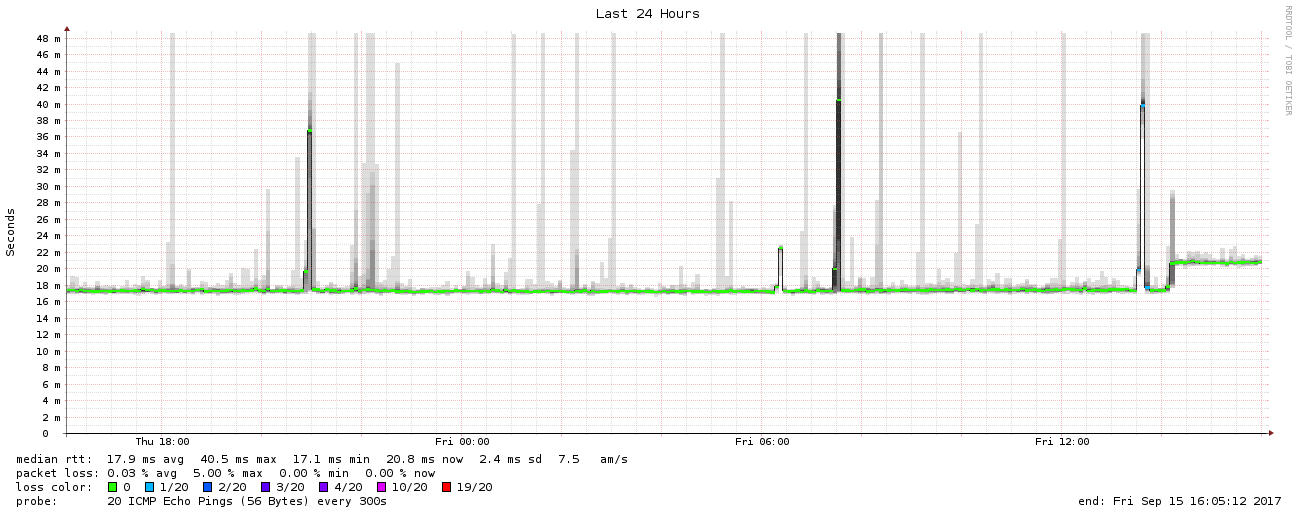 Last 24 Hours
RRDTOOL / TOBI OETIKER
Seconds
48 m
46 m
44 m
42 m
40 m
38 m
36 m
34 m
32 m
30 m
28 m
26 m
24 m
22 m
20 m
18 m
16 m
14 m
12 m
10 m
8 m
6 m
4 m
2 m
0
Thu 18:00 Fri 00:00 Fri 06:00 Fri 12:00
median rtt: 17.9 ms avg 40.5 ms max 17.1 ms min 20.8 ms now 2.4 ms sd 7.5 am/s
packet loss: 0.03 % avg 5.00 % max 0.00 % min 0.00 % now
loss color: 0 1/20 2/20 3/20 4/20 10/20 19/20
probe: 20 ICMP Echo Pings (56 Bytes) every 300s end: Fri Sep 15 16:05:12 2017